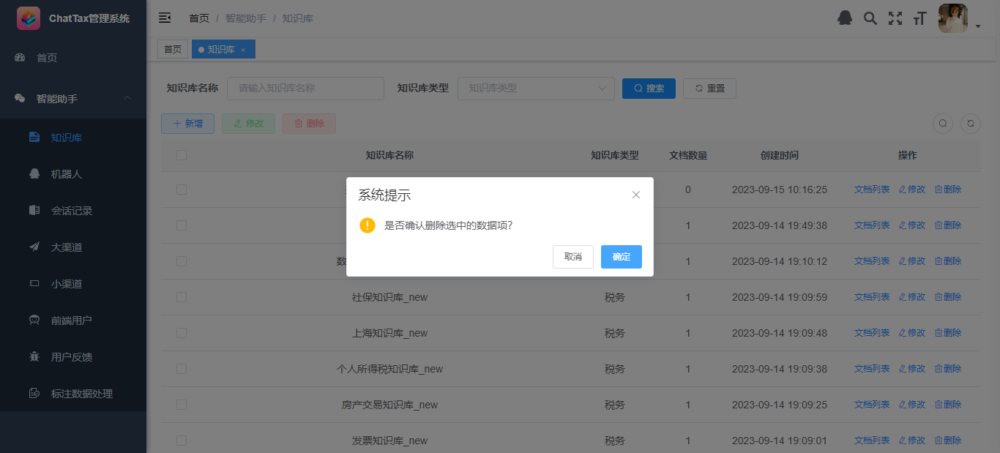 ChatTax管理系统
首页 / 智能助手 / 知识库
首页
知识库 ×
首页
智能助手
知识库
机器人
会话记录
大渠道
小渠道
前端用户
用户反馈
标注数据处理
知识库名称 请输入知识库名称 知识库类型 知识库类型 搜索 重置
新增 修改 删除
知识库名称 知识库类型 文档数量 创建时间 操作
0 2023-09-15 10:16:25 文档列表 修改 删除
1 2023-09-14 19:49:38 文档列表 修改 删除
数 1 2023-09-14 19:10:12 文档列表 修改 删除
系统提示
是否确认删除选中的数据项?
取消 确定
社保知识库_new 税务 1 2023-09-14 19:09:59 文档列表 修改 删除
上海知识库_new 税务 1 2023-09-14 19:09:48 文档列表 修改 删除
个人所得税知识库_new 税务 1 2023-09-14 19:09:38 文档列表 修改 删除
房产交易知识库_new 税务 1 2023-09-14 19:09:25 文档列表 修改 删除
发票知识库_new 税务 1 2023-09-14 19:09:01 文档列表 修改 删除